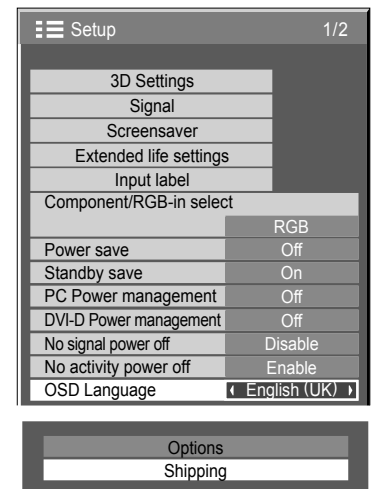 Setup 1/2
3D Settings
Signal
Screensaver
Extended life settings
Input label
Component/RGB-in select
RGB
Power save Off
Standby save On
PC Power management Off
DVI-D Power management Off
No signal power off Disable
No activity power off Enable
OSD Language English (UK)
Options
Shipping